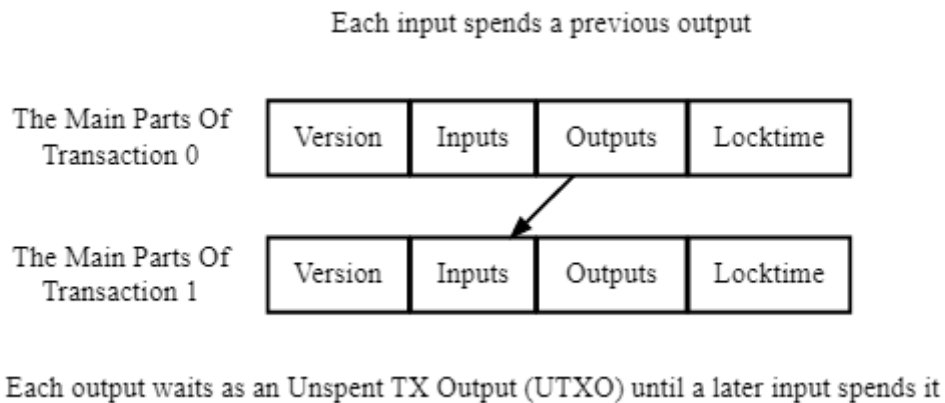 Each input spends a previous output
The Main Parts Of
Transaction 0
Version Inputs Outputs Locktime
The Main Parts Of
Transaction 1
Version Inputs Outputs Locktime
Each output waits as an Unspent TX Output (UTXO) until a later input spends it